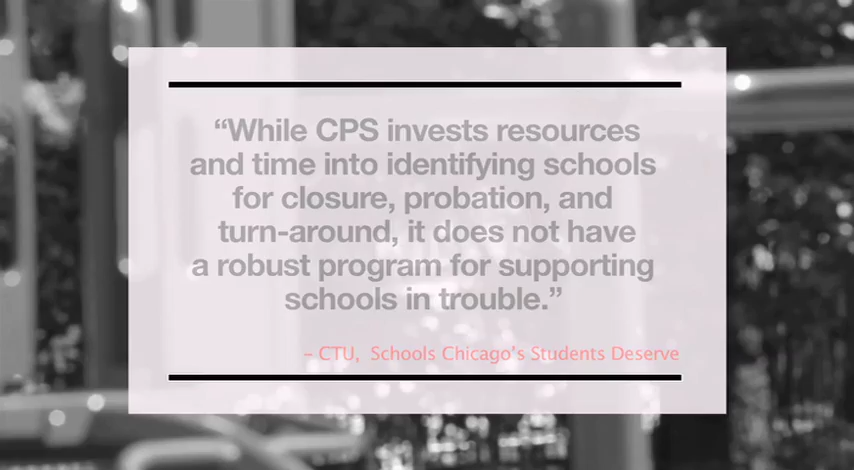 “While CPS invests resources
and time into identifying schools
for closure, probation, and
turn-around, it does not have
a robust program for supporting
schools in trouble.”
– CTU,  Schools Chicago’s Students Deserve